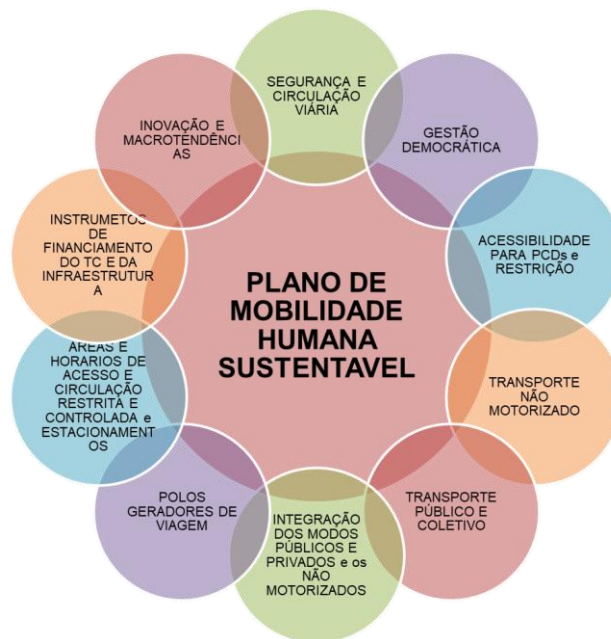 SEGURANÇA E
CIRCULAÇÃO
VIÁRIA
GESTÃO
DEMOCRÁTICA
ACESSIBILIDADE
PARA PCDs e
RESTRIÇÃO
TRANSPORTE
NÃO
MOTORIZADO
TRANSPORTE
PÚBLICO E
COLETIVO
INTEGRAÇÃO
DOS MODOS
PÚBLICOS E
PRIVADOS e os
NÃO
MOTORIZADOS
POLOS
GERADORES DE
VIAGEM
AREAS E
HORARIOS DE
ACESSO E
CIRCULAÇÃO
RESTRITA E
CONTROLADA e
ESTACIONAMENT
OS
INSTRUMETOS
DE
FINANCIAMENTO
DO TC E DA
INFRAESTRUTUR
A
INOVAÇÃO E
MACROTENDÊNCI
AS
PLANO DE
MOBILIDADE
HUMANA
SUSTENTAVEL